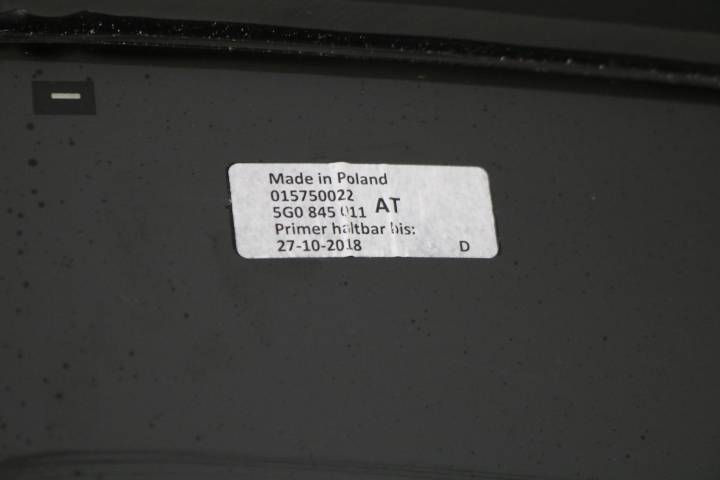 Made in Poland
015750022
5G0 845 011 AT
Primer haltbar bis:
27-10-2018 D